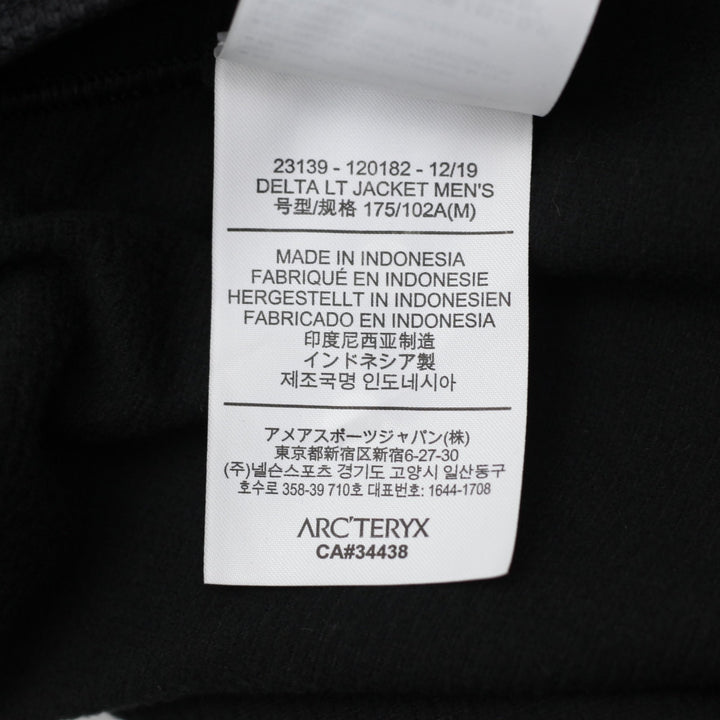 23139 - 120182 - 12/19
DELTA LT JACKET MEN'S
号型/规格 175/102A(M)
MADE IN INDONESIA
FABRIQUÉ EN INDONESIE
HERGESTELLT IN INDONESIEN
FABRICADO EN INDONESIA
印度尼西亚制造
インドネシア製
제조국명 인도네시아
アメアスポーツジャパン(株)
東京都新宿区新宿6-27-30
(주)넬슨스포츠 경기도 고양시 일산동구
호수로 358-39 710호 대표번호: 1644-1708
ARC'TERYX
CA#34438